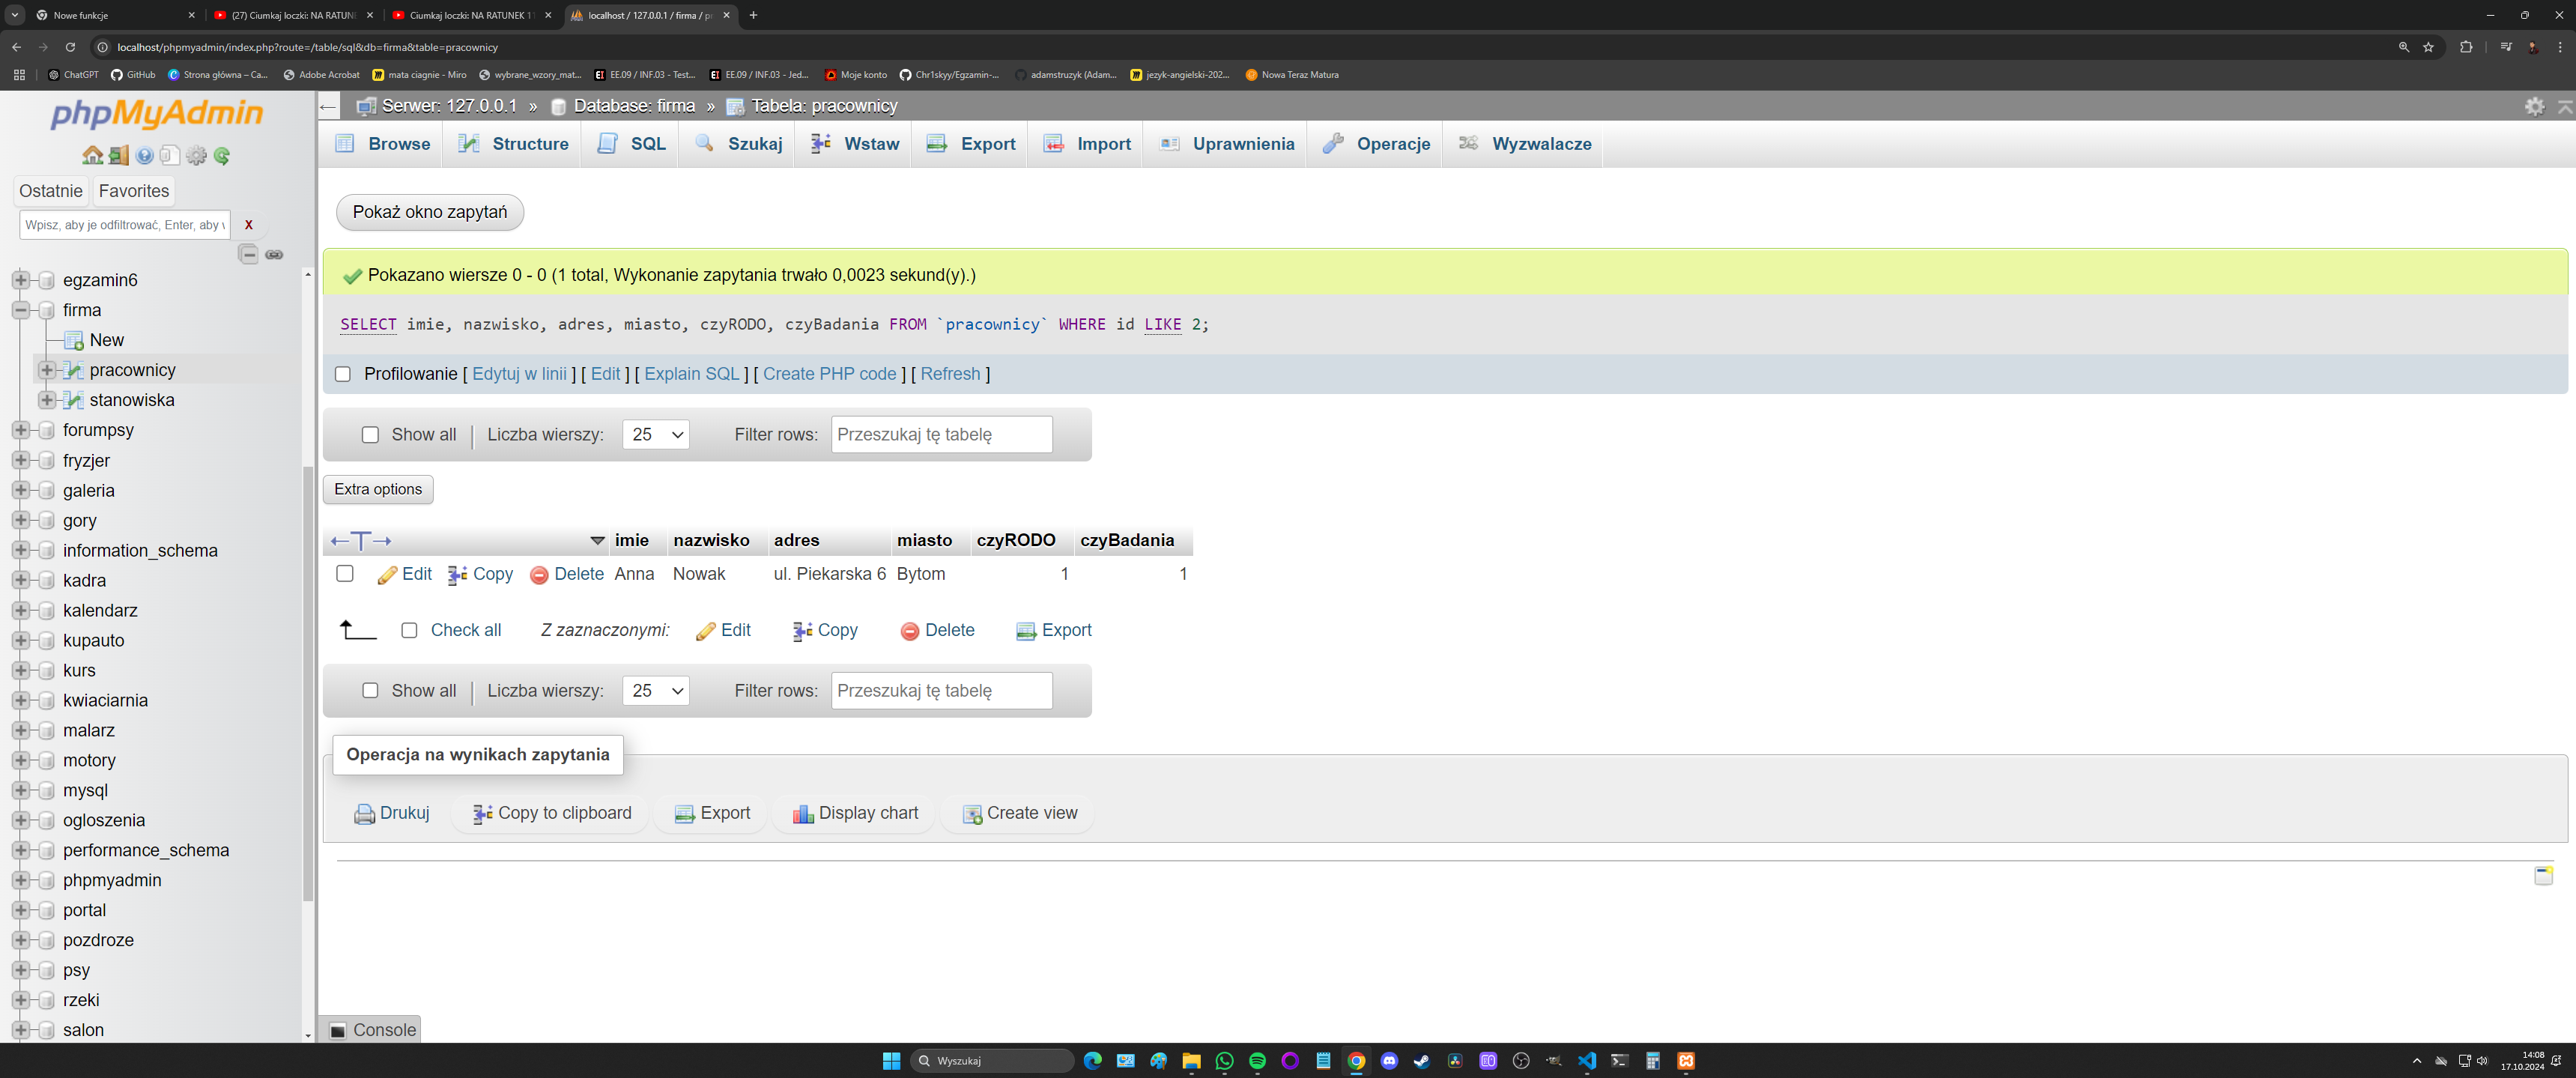 Nowe funkcje
(27) Ciumkaj loczki: NA RATUN
Ciumkaj loczki: NA RATUNEK 1
localhost / 127.0.0.1 / firma / p
localhost/phpmyadmin/index.php?route=/table/sql&db=firma&table=pracownicy
ChatGPT
GitHub
Strona główna – Ca...
Adobe Acrobat
mata ciagnie - Miro
wybrane_wzory_mat...
EE.09 / INF.03 - Test...
EE.09 / INF.03 - Jed...
Moje konto
Chr1skyy/Egzamin-...
adamstruzyk (Adam...
jezyk-angielski-202...
Nowa Teraz Matura
phpMyAdmin
Ostatnie Favorites
Wpisz, aby je odfiltrować, Enter, aby w X
egzamin6
firma
New
pracownicy
stanowiska
forumpsy
fryzjer
galeria
gory
information_schema
kadra
kalendarz
kupauto
kurs
kwiaciarnia
malarz
motory
mysql
ogloszenia
performance_schema
phpmyadmin
portal
pozdroze
psy
rzeki
salon
Serwer: 127.0.0.1 » Database: firma » Tabela: pracownicy
Browse Structure SQL Szukaj Wstaw Export Import Uprawnienia Operacje Wyzwalacze
Pokaż okno zapytań
Pokazano wiersze 0 - 0 (1 total, Wykonanie zapytania trwało 0,0023 sekund(y).)
SELECT imie, nazwisko, adres, miasto, czyRODO, czyBadania FROM `pracownicy` WHERE id LIKE 2;
Profilowanie [ Edytuj w linii ] [ Edit ] [ Explain SQL ] [ Create PHP code ] [ Refresh ]
Show all | Liczba wierszy: 25 Filter rows: Przeszukaj tę tabelę
Extra options
←T→ imie nazwisko adres miasto czyRODO czyBadania
Edit Copy Delete Anna Nowak ul. Piekarska 6 Bytom 1 1
Check all Z zaznaczonymi: Edit Copy Delete Export
Show all | Liczba wierszy: 25 Filter rows: Przeszukaj tę tabelę
Operacja na wynikach zapytania
Drukuj Copy to clipboard Export Display chart Create view
Console
Wyszukaj
14:08
17.10.2024